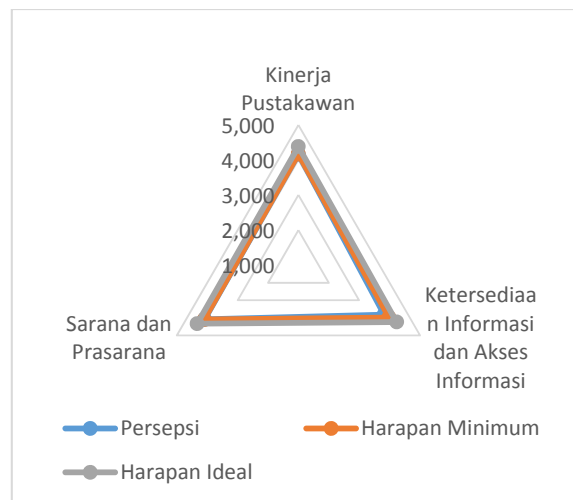 Kinerja
Pustakawan
5,000
4,000
3,000
2,000
1,000
Ketersediaa
n Informasi
dan Akses
Informasi
Sarana dan
Prasarana
Persepsi
Harapan Minimum
Harapan Ideal